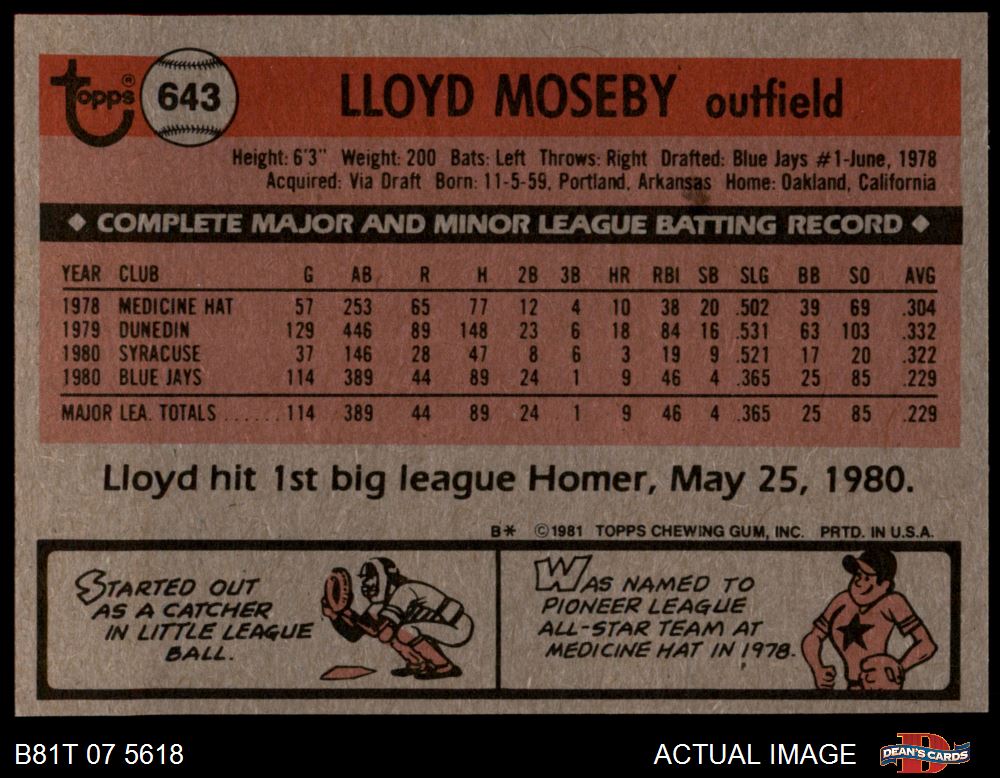 topps® 643 LLOYD MOSEBY outfield
Height: 6'3" Weight: 200 Bats: Left Throws: Right Drafted: Blue Jays #1-June, 1978
Acquired: Via Draft Born: 11-5-59, Portland, Arkansas Home: Oakland, California
◆ COMPLETE MAJOR AND MINOR LEAGUE BATTING RECORD ◆
YEAR CLUB G AB R H 2B 3B HR RBI SB SLG BB SO AVG
1978 MEDICINE HAT 57 253 65 77 12 4 10 38 20 .502 39 69 .304
1979 DUNEDIN 129 446 89 148 23 6 18 84 16 .531 63 103 .332
1980 SYRACUSE 37 146 28 47 8 6 3 19 9 .521 17 20 .322
1980 BLUE JAYS 114 389 44 89 24 1 9 46 4 .365 25 85 .229
MAJOR LEA. TOTALS ......114 389 44 89 24 1 9 46 4 .365 25 85 .229
Lloyd hit 1st big league Homer, May 25, 1980.
B* ©1981 TOPPS CHEWING GUM, INC. PRTD. IN U.S.A.
STARTED OUT
AS A CATCHER
IN LITTLE LEAGUE
BALL.
WAS NAMED TO
PIONEER LEAGUE
ALL-STAR TEAM AT
MEDICINE HAT IN 1978.
B81T 07 5618 ACTUAL IMAGE DEAN'S CARDS